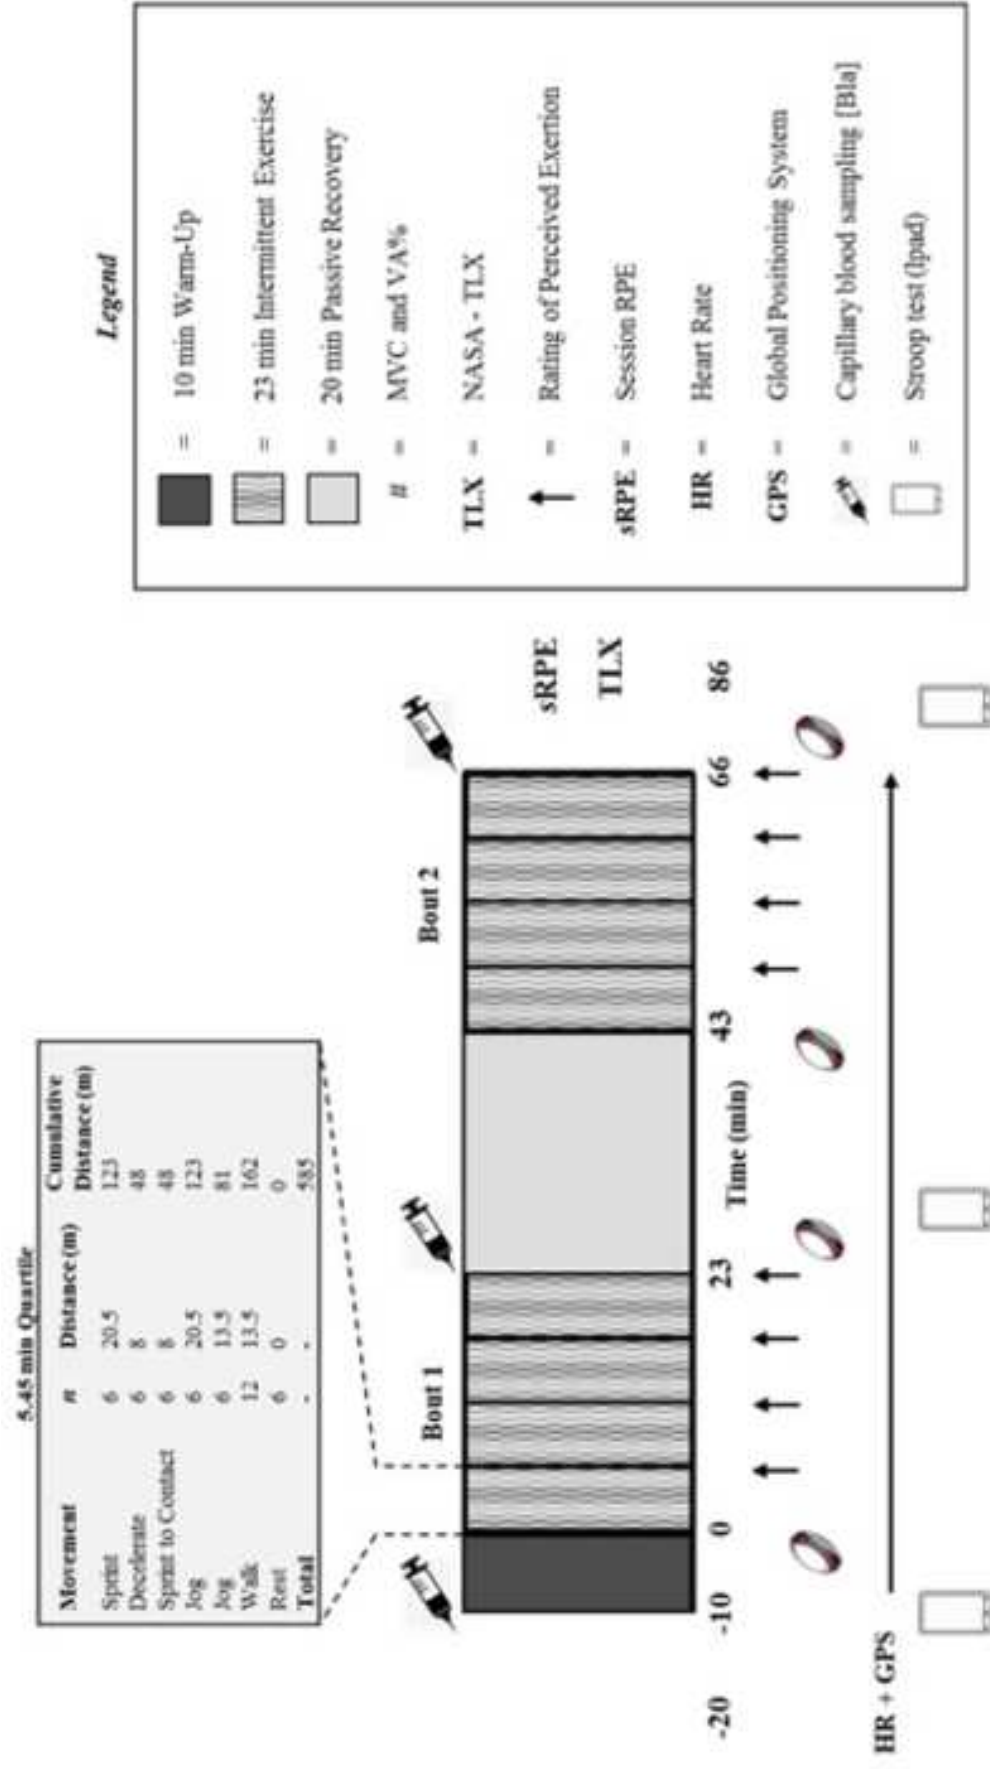 5.45 min Quartile
Movement # Distance (m) Cumulative Distance (m)
Sprint 6 20.5 123
Decelerate 6 8 48
Sprint to Contact 6 8 48
Jog 6 20.5 123
Jog 6 13.5 81
Walk 12 13.5 162
Rest 6 0 0
Total - - 585
Bout 1
Bout 2
sRPE
TLX
-20 -10 0 23 43 66 86
Time (min)
HR + GPS
Legend
= 10 min Warm-Up
= 23 min Intermittent Exercise
= 20 min Passive Recovery
# = MVC and VA%
TLX = NASA - TLX
= Rating of Perceived Exertion
sRPE = Session RPE
HR = Heart Rate
GPS = Global Positioning System
= Capillary blood sampling [Bla]
= Stroop test (Ipad)